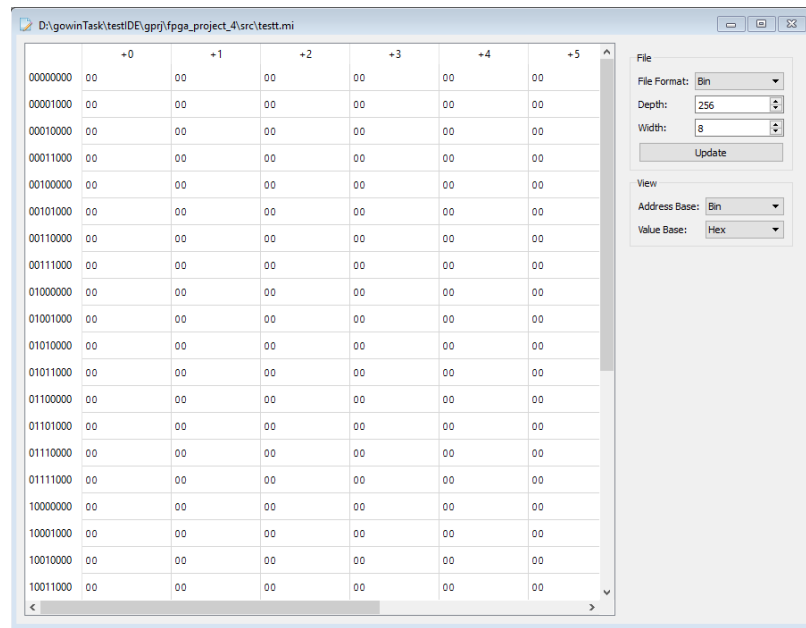 D:\gowinTask\testIDE\gprj\fpga_project_4\src\testt.mi
+0 +1 +2 +3 +4 +5
00000000 00 00 00 00 00 00
00001000 00 00 00 00 00 00
00010000 00 00 00 00 00 00
00011000 00 00 00 00 00 00
00100000 00 00 00 00 00 00
00101000 00 00 00 00 00 00
00110000 00 00 00 00 00 00
00111000 00 00 00 00 00 00
01000000 00 00 00 00 00 00
01001000 00 00 00 00 00 00
01010000 00 00 00 00 00 00
01011000 00 00 00 00 00 00
01100000 00 00 00 00 00 00
01101000 00 00 00 00 00 00
01110000 00 00 00 00 00 00
01111000 00 00 00 00 00 00
10000000 00 00 00 00 00 00
10001000 00 00 00 00 00 00
10010000 00 00 00 00 00 00
10011000 00 00 00 00 00 00
File
File Format: Bin
Depth: 256
Width: 8
Update
View
Address Base: Bin
Value Base: Hex